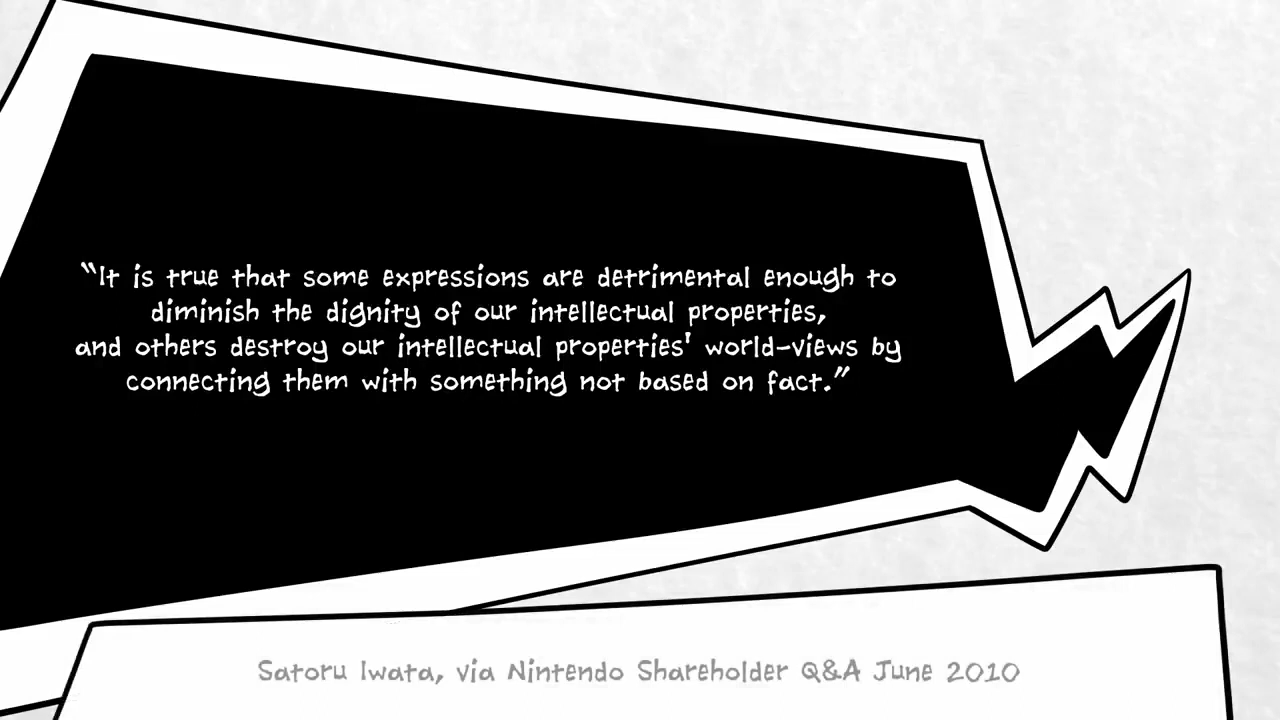 “It is true that some expressions are detrimental enough to
diminish the dignity of our intellectual properties,
and others destroy our intellectual properties' world-views by
connecting them with something not based on fact.”
Satoru Iwata, via Nintendo Shareholder Q&A June 2010